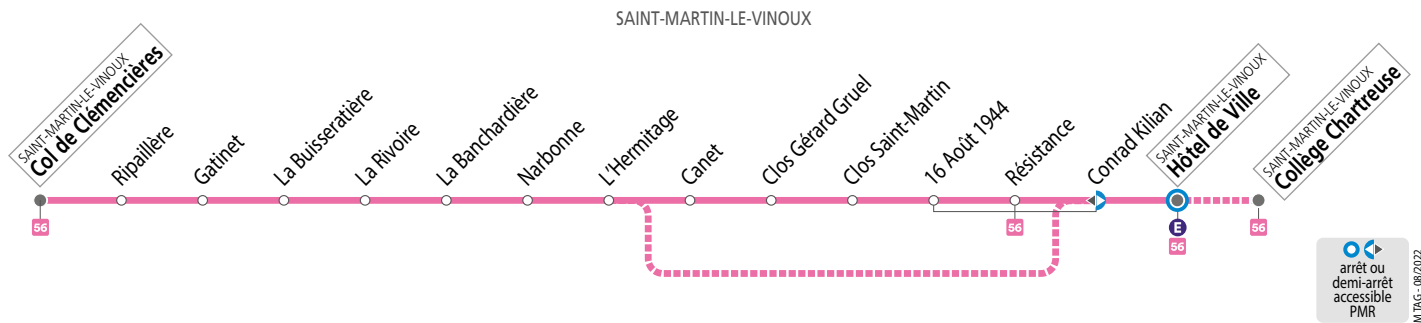 SAINT-MARTIN-LE-VINOUX
SAINT-MARTIN-LE-VINOUX
Col de Clémencières
Ripaillère
Gatinet
La Buisseratière
La Rivoire
La Banchardière
Narbonne
L'Hermitage
Canet
Clos Gérard Gruel
Clos Saint-Martin
16 Août 1944
Résistance
Conrad Kilian
SAINT-MARTIN-LE-VINOUX
Hôtel de Ville
SAINT-MARTIN-LE-VINOUX
Collège Chartreuse
56
56
E
56
56
arrêt ou
demi-arrêt
accessible
PMR
M TAG - 08/2022